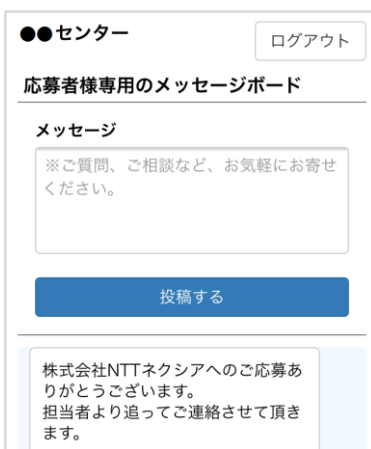 ●●センター
ログアウト
応募者様専用のメッセージボード
メッセージ
※ご質問、ご相談など、お気軽にお寄せ
ください。
投稿する
株式会社NTTネクシアへのご応募あ
りがとうございます。
担当者より追ってご連絡させて頂き
ます。